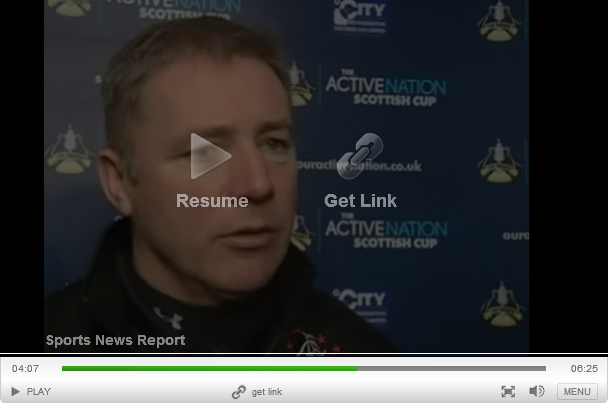 ACTIVENATION
SCOTTISH CUP
CITY
THE
ACTIVENATION
SCOTTISH CUP
ouractivenation.co.uk
Resume
Get Link
THE
ACTIVENATION
SCOTTISH CUP
our
CITY
Sports News Report
04:07
06:25
PLAY
get link
MENU